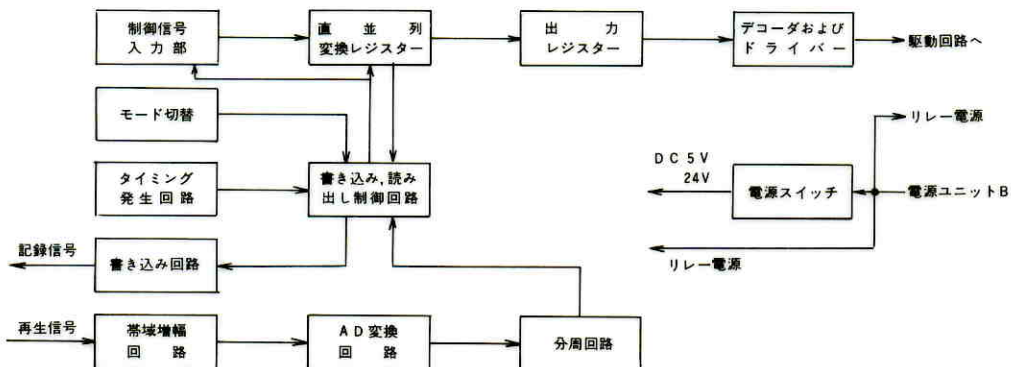 制御信号
入力部
直並列
変換レジスター
出力
レジスター
デコーダおよび
ドライバー
駆動回路へ
モード切替
リレー電源
タイミング
発生回路
書き込み,読み
出し制御回路
DC5V
24V
電源スイッチ
電源ユニットB
記録信号
書き込み回路
リレー電源
再生信号
帯域増幅
回路
AD変換
回路
分周回路